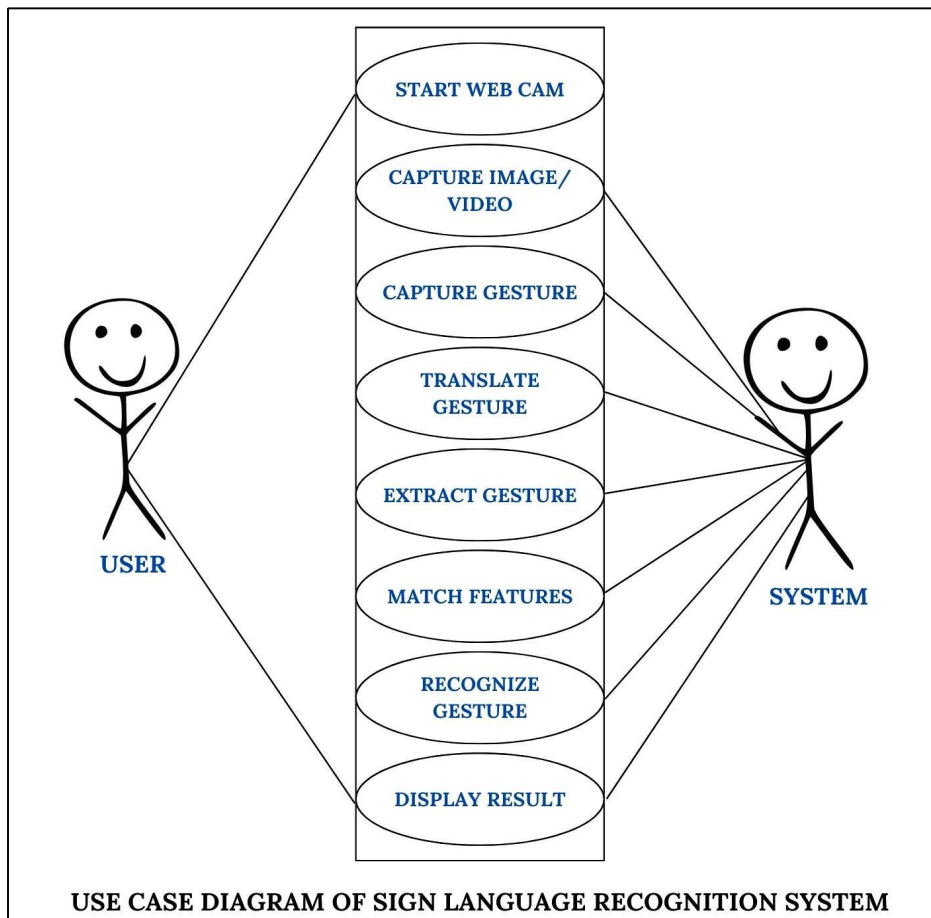 START WEB CAM
CAPTURE IMAGE/
VIDEO
CAPTURE GESTURE
TRANSLATE
GESTURE
EXTRACT GESTURE
MATCH FEATURES
RECOGNIZE
GESTURE
DISPLAY RESULT
USER
SYSTEM
USE CASE DIAGRAM OF SIGN LANGUAGE RECOGNITION SYSTEM